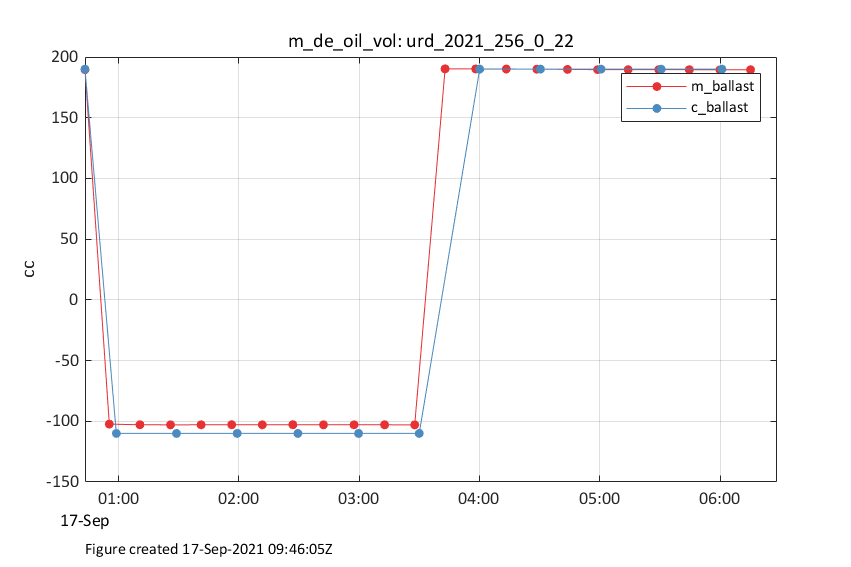 m_de_oil_vol: urd_2021_256_0_22
200
150
100
50
0
-50
-100
-150
cc
m_ballast
c_ballast
01:00 02:00 03:00 04:00 05:00 06:00
17-Sep
Figure created 17-Sep-2021 09:46:05Z